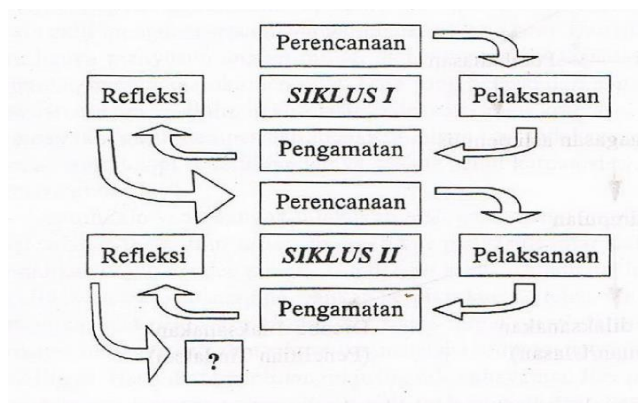 Perencanaan
Refleksi
SIKLUS I
Pelaksanaan
Pengamatan
Perencanaan
Refleksi
SIKLUS II
Pelaksanaan
Pengamatan
?